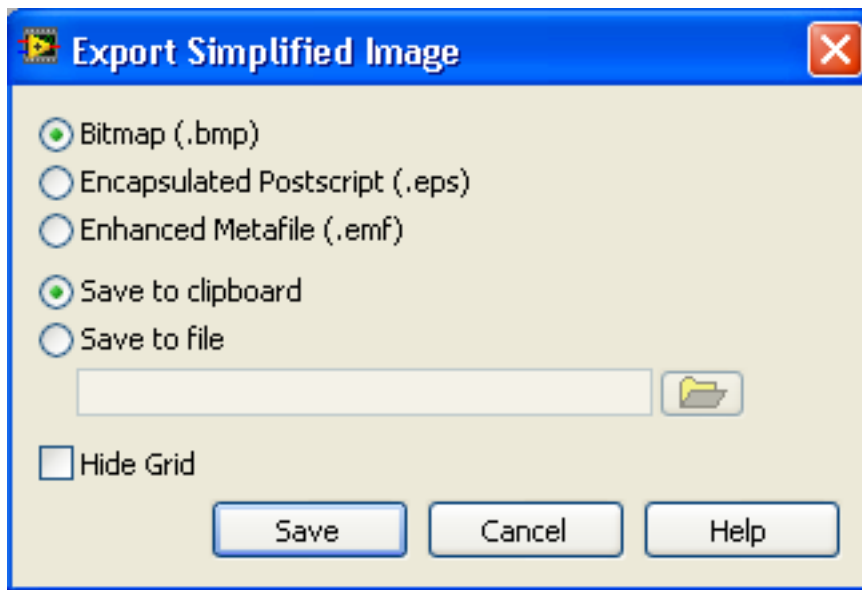 Export Simplified Image
Bitmap (.bmp)
Encapsulated Postscript (.eps)
Enhanced Metafile (.emf)
Save to clipboard
Save to file
Hide Grid
Save Cancel Help